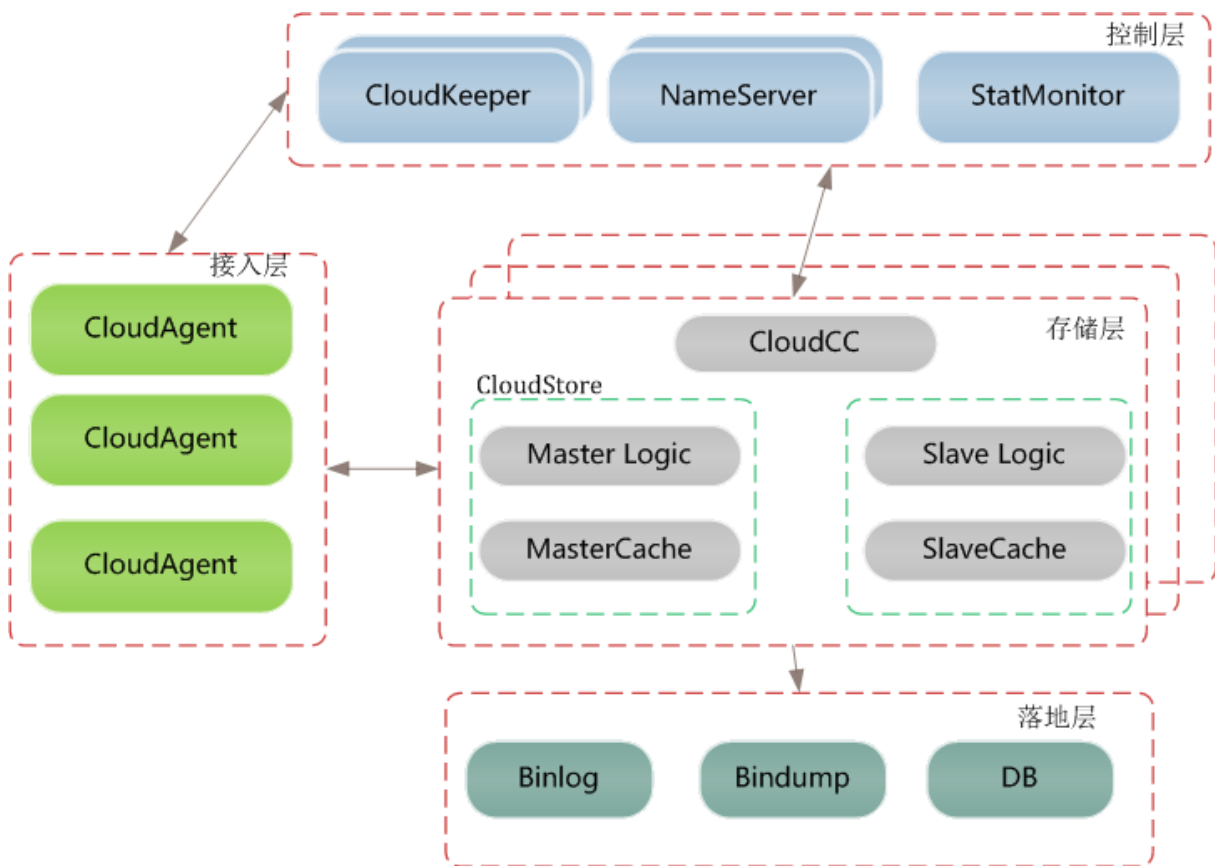 控制层
CloudKeeper
NameServer
StatMonitor
接入层
CloudAgent
CloudAgent
CloudAgent
存储层
CloudCC
CloudStore
Master Logic
Slave Logic
MasterCache
SlaveCache
落地层
Binlog
Bindump
DB